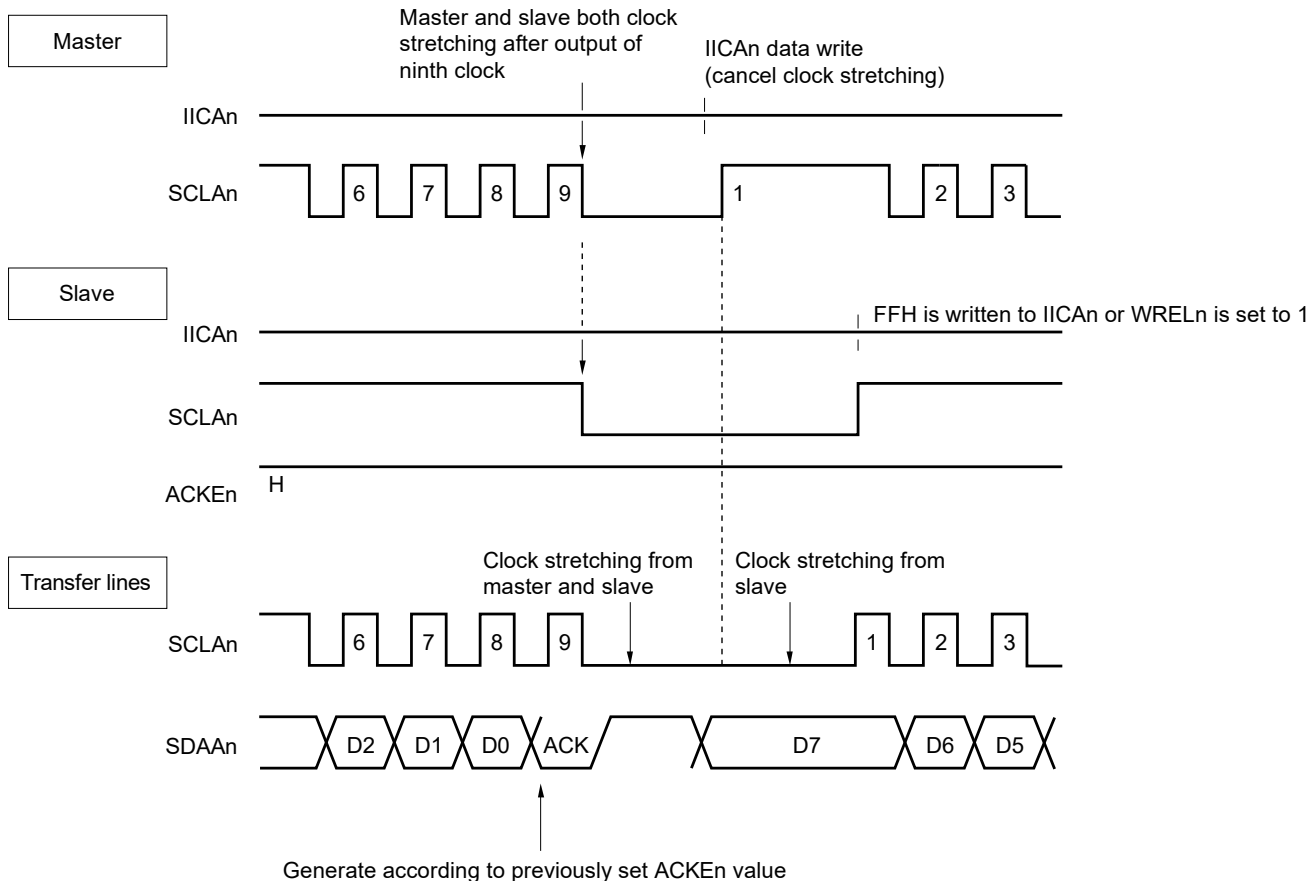 Master
Master and slave both clock
stretching after output of
ninth clock
IICAn data write
(cancel clock stretching)
IICAn
SCLAn
6 7 8 9 1 2 3
Slave
IICAn
FFH is written to IICAn or WRELn is set to 1
SCLAn
H
ACKEn
Transfer lines
Clock stretching from
master and slave
Clock stretching from
slave
SCLAn
6 7 8 9 1 2 3
SDAAn
D2 D1 D0 ACK D7 D6 D5
Generate according to previously set ACKEn value